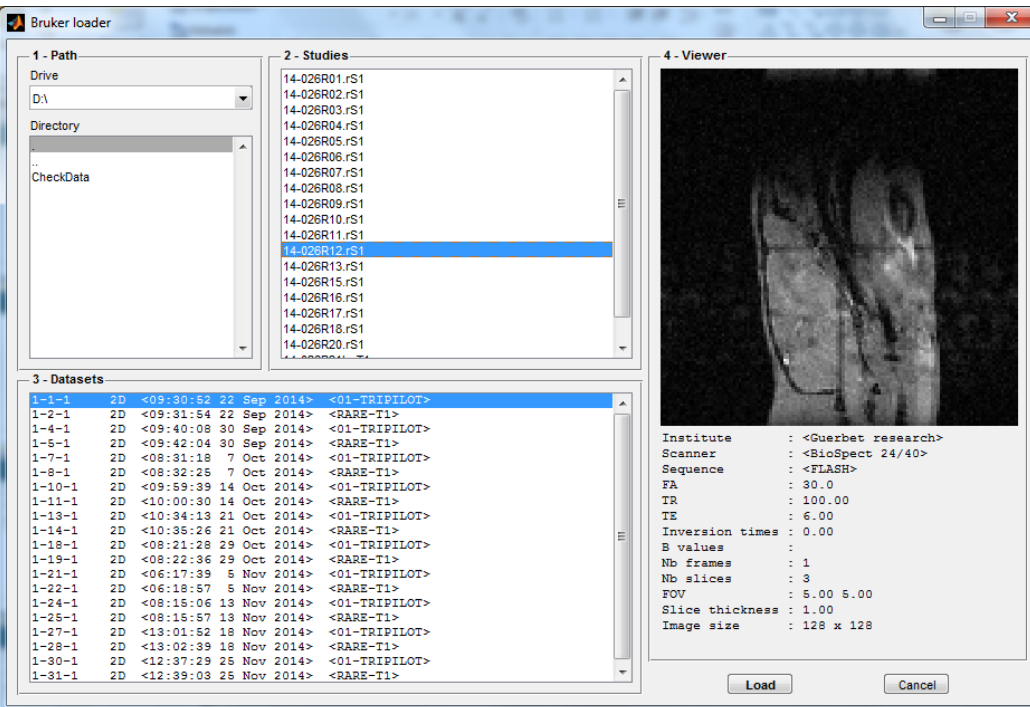 Bruker loader
1 - Path
Drive
D:\
Directory
.
..
CheckData
2 - Studies
14-026R01.rS1
14-026R02.rS1
14-026R03.rS1
14-026R04.rS1
14-026R05.rS1
14-026R06.rS1
14-026R07.rS1
14-026R08.rS1
14-026R09.rS1
14-026R10.rS1
14-026R11.rS1
14-026R12.rS1
14-026R13.rS1
14-026R15.rS1
14-026R16.rS1
14-026R17.rS1
14-026R18.rS1
14-026R20.rS1
3 - Datasets
1-1-1 2D <09:30:52 22 Sep 2014> <01-TRIPILOT>
1-2-1 2D <09:31:54 22 Sep 2014> <RARE-T1>
1-4-1 2D <09:40:08 30 Sep 2014> <01-TRIPILOT>
1-5-1 2D <09:42:04 30 Sep 2014> <RARE-T1>
1-7-1 2D <08:31:18 7 Oct 2014> <01-TRIPILOT>
1-8-1 2D <08:32:25 7 Oct 2014> <RARE-T1>
1-10-1 2D <09:59:39 14 Oct 2014> <01-TRIPILOT>
1-11-1 2D <10:00:30 14 Oct 2014> <RARE-T1>
1-13-1 2D <10:34:13 21 Oct 2014> <01-TRIPILOT>
1-14-1 2D <10:35:26 21 Oct 2014> <RARE-T1>
1-18-1 2D <08:21:28 29 Oct 2014> <01-TRIPILOT>
1-19-1 2D <08:22:36 29 Oct 2014> <RARE-T1>
1-21-1 2D <06:17:39 5 Nov 2014> <01-TRIPILOT>
1-22-1 2D <06:18:57 5 Nov 2014> <RARE-T1>
1-24-1 2D <08:15:06 13 Nov 2014> <01-TRIPILOT>
1-25-1 2D <08:15:57 13 Nov 2014> <RARE-T1>
1-27-1 2D <13:01:52 18 Nov 2014> <01-TRIPILOT>
1-28-1 2D <13:02:39 18 Nov 2014> <RARE-T1>
1-30-1 2D <12:37:29 25 Nov 2014> <01-TRIPILOT>
1-31-1 2D <12:39:03 25 Nov 2014> <RARE-T1>
4 - Viewer
Institute : <Guerbet research>
Scanner : <BioSpect 24/40>
Sequence : <FLASH>
FA : 30.0
TR : 100.00
TE : 6.00
Inversion times : 0.00
B values :
Nb frames : 1
Nb slices : 3
FOV : 5.00 5.00
Slice thickness : 1.00
Image size : 128 x 128
Load
Cancel